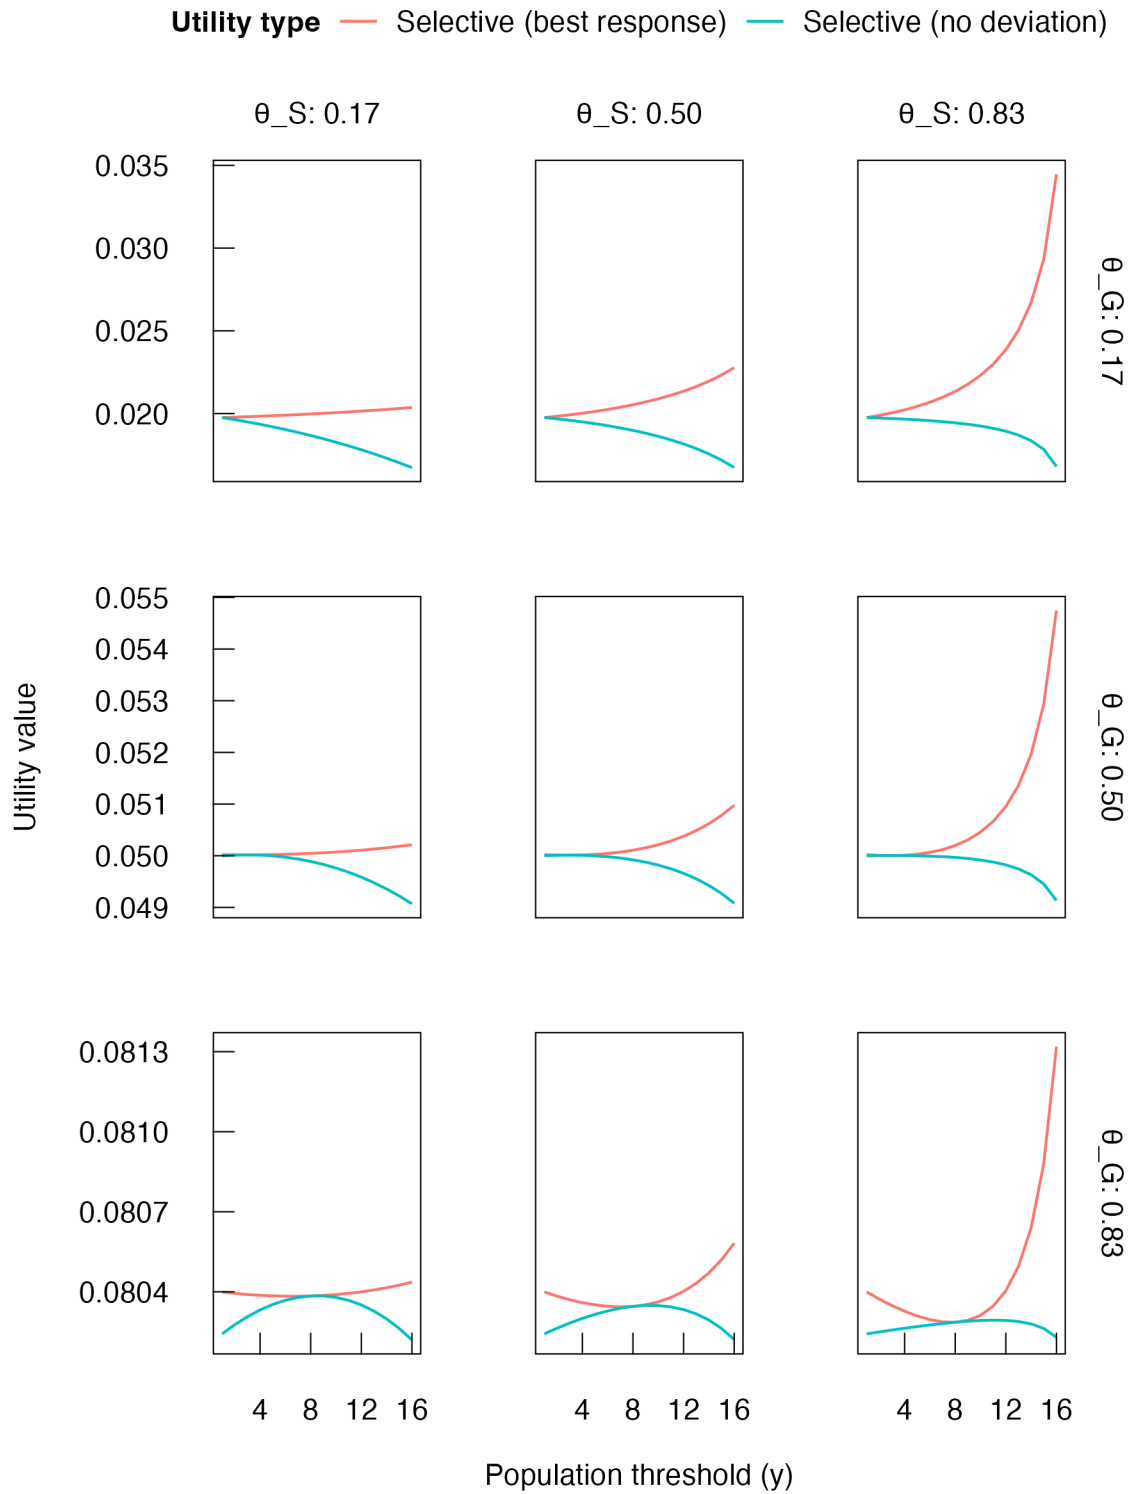 Utility type Selective (best response) Selective (no deviation)
θ_S: 0.17 θ_S: 0.50 θ_S: 0.83
0.035
0.030
0.025
0.020
θ_G: 0.17
0.055
0.054
0.053
0.052
0.051
0.050
0.049
θ_G: 0.50
Utility value
0.0813
0.0810
0.0807
0.0804
θ_G: 0.83
4 8 12 16 4 8 12 16 4 8 12 16
Population threshold (y)